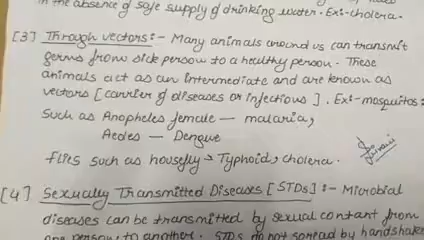 in the absence of safe supply of drinking water. Ex:- cholera.
[3] Through vectors:- Many animals around us can transmit
germs from sick person to a healthy person. These
animals act as an intermediate and are known as
vectors [carrier of diseases or infectious]. Ex:- mosquitos:
Such as Anopheles female — malaria,
Aedes — Dengue
flies such as housefly → Typhoid, cholera.
[4] Sexually Transmitted Diseases [STDs] :- Microbial
diseases can be transmitted by sexual contant from
one person to another. STDs do not spread by handshake